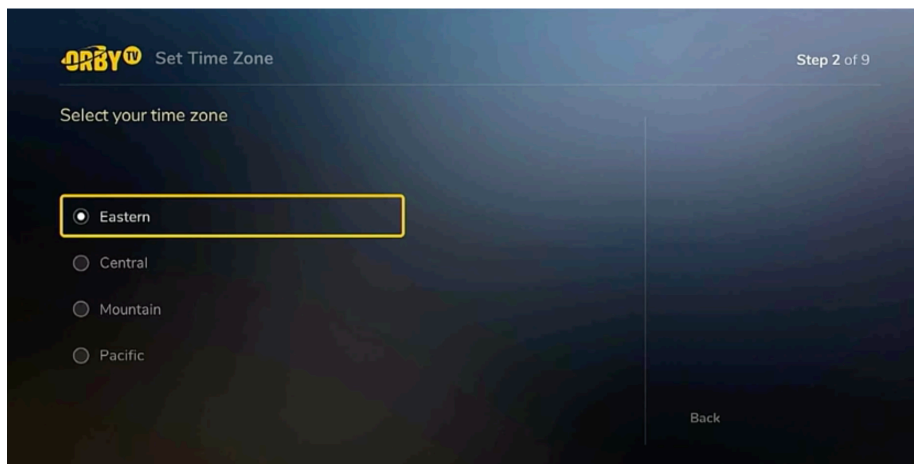 ORBY TV Set Time Zone
Step 2 of 9
Select your time zone
Eastern
Central
Mountain
Pacific
Back